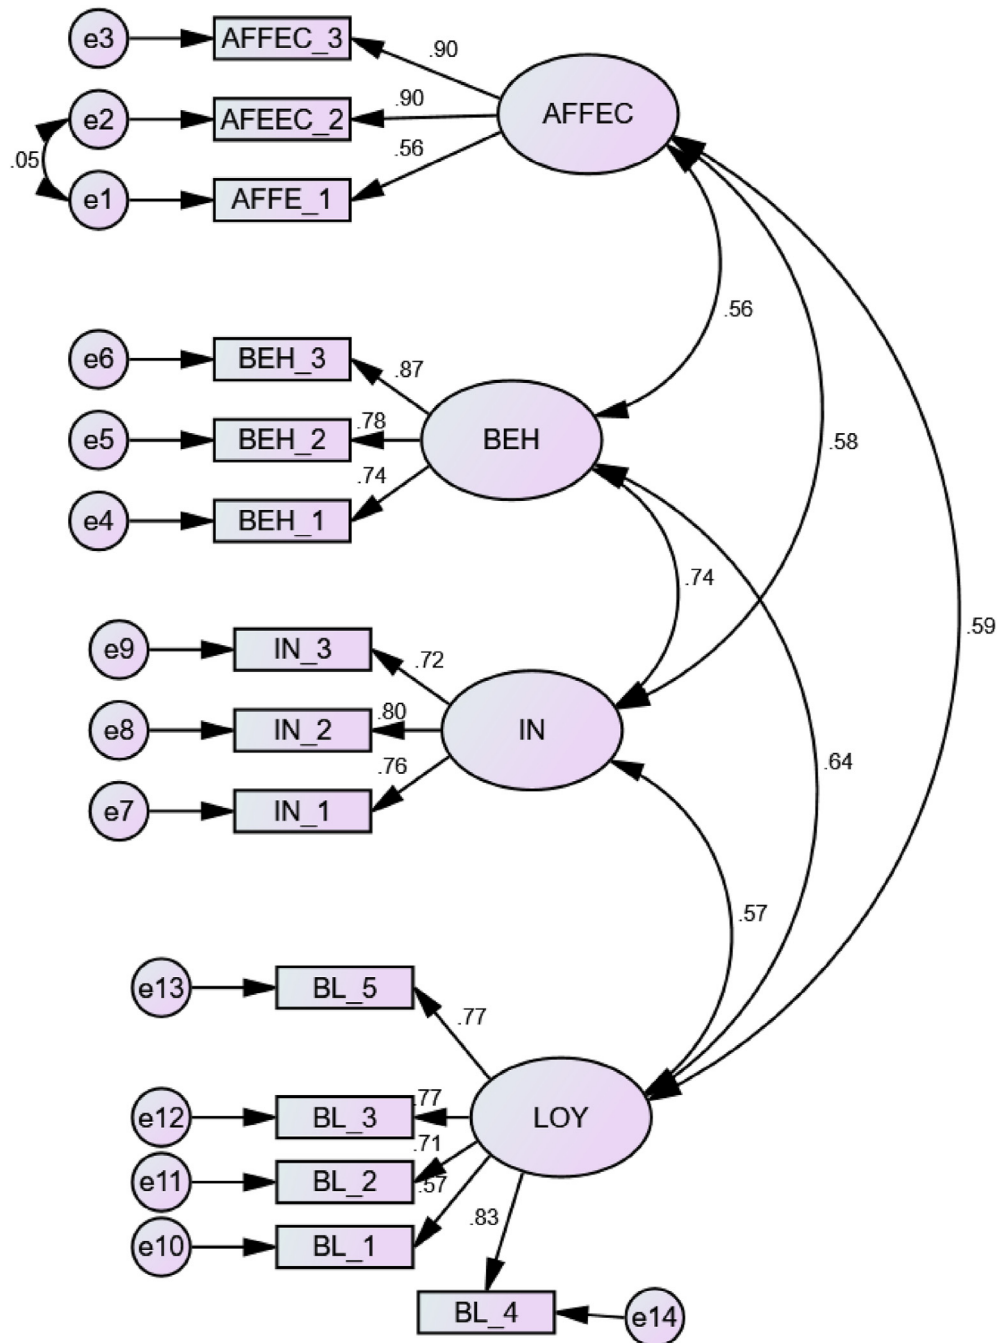 e3
AFFEC_3
.90
AFFEC
e2
AFEEC_2
.90
.05
.56
e1
AFFE_1
.56
e6
BEH_3
.87
.78
e5
BEH_2
BEH
.58
.74
e4
BEH_1
.74
.59
e9
IN_3
.72
.80
e8
IN_2
IN
.64
.76
e7
IN_1
.57
e13
BL_5
.77
.77
e12
BL_3
LOY
.71
e11
BL_2
.57
.83
e10
BL_1
BL_4
e14